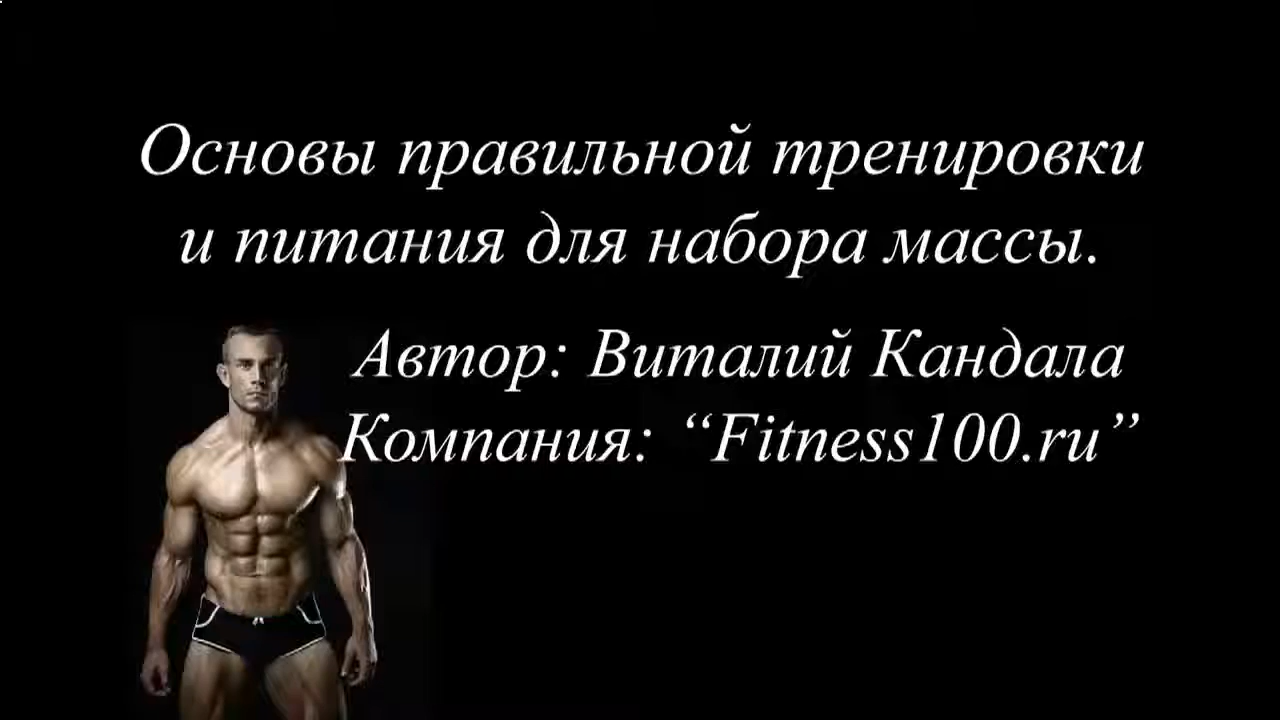 Основы правильной тренировки
и питания для набора массы.
Автор: Виталий Кандала
Компания: “Fitness100.ru”